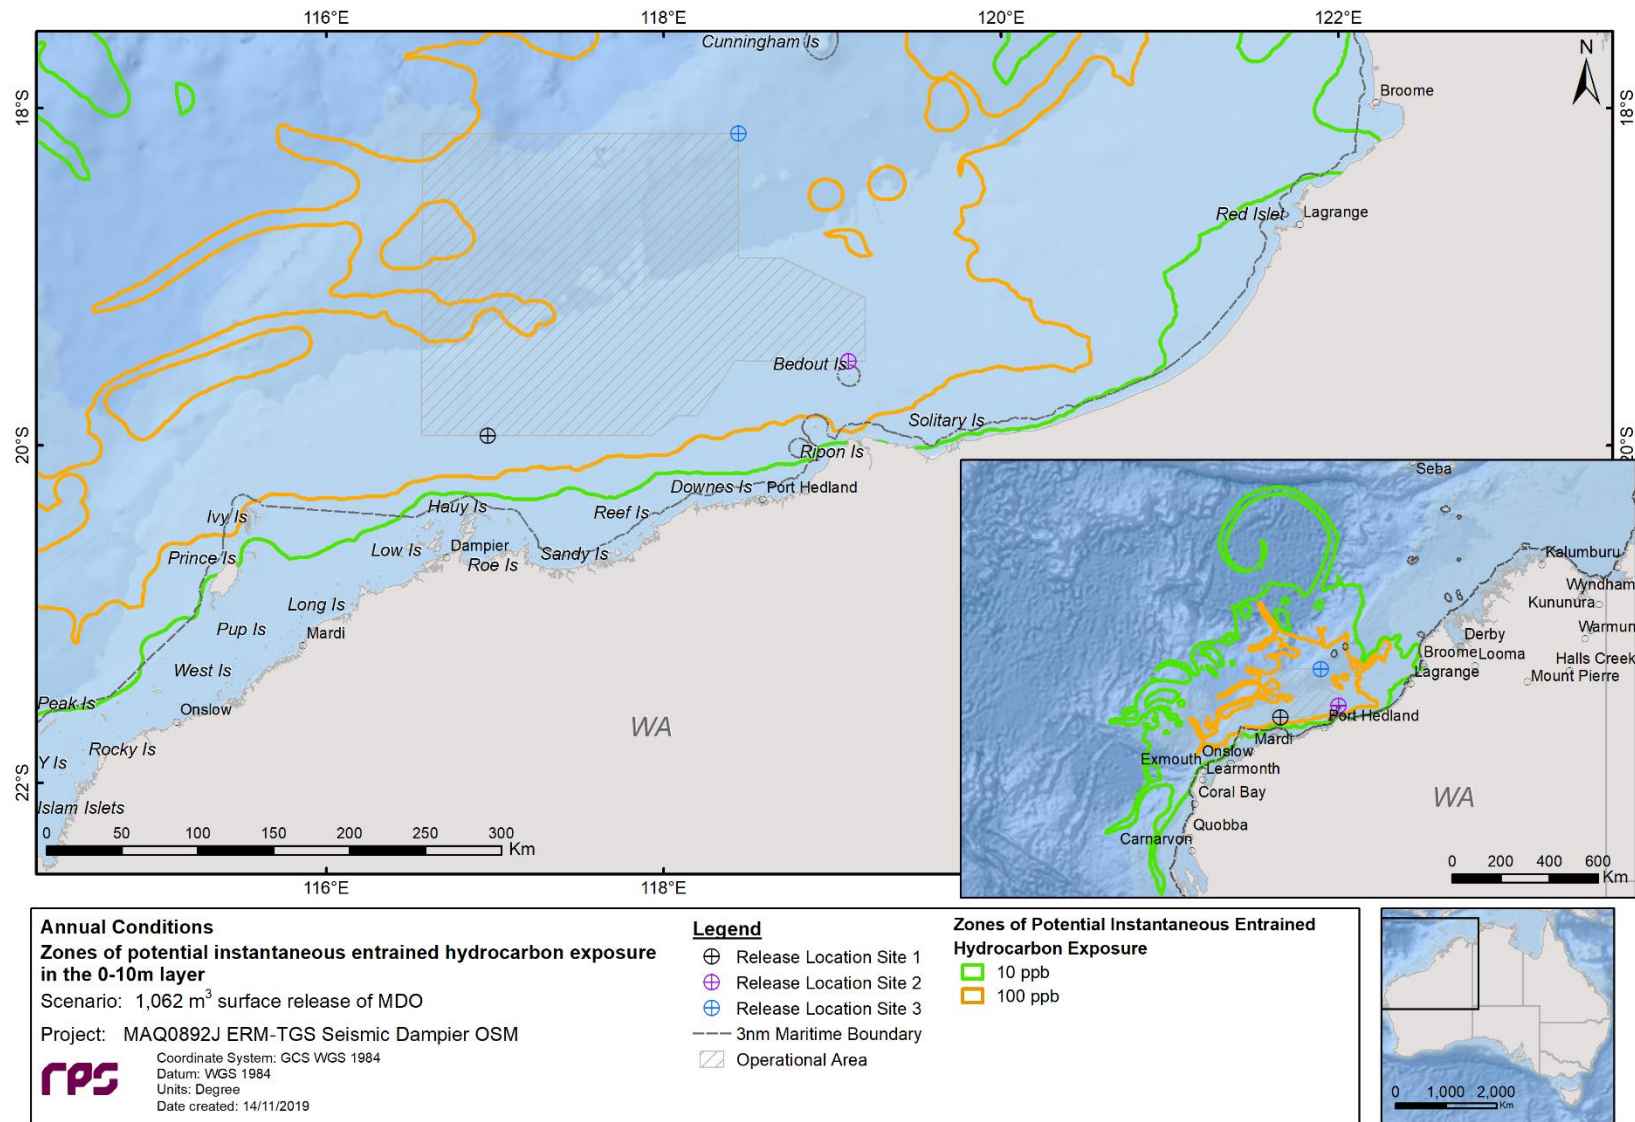 116°E 118°E 120°E 122°E
Cunningham Is
N
18°S
18°S
Broome
Red Islet
Lagrange
Bedout Is
Solitary Is
20°S
20°S
Ripon Is
Downes Is
Port Hedland
Ivy Is
Hauy Is
Reef Is
Prince Is
Low Is
Dampier
Roe Is
Sandy Is
Long Is
Pup Is
Mardi
West Is
Peak Is
Onslow
WA
Rocky Is
Y Is
22°S
Islam Islets
0 50 100 150 200 250 300 Km
116°E 118°E
Seba
Kalumburu
Wyndham
Kununura
Warmun
Derby
Broome Looma
Halls Creek
Lagrange
Mount Pierre
Port Hedland
Mardi
Onslow
Exmouth
Learmonth
Coral Bay
WA
Quobba
Carnarvon
0 200 400 600
Km
Annual Conditions
Zones of potential instantaneous entrained hydrocarbon exposure
in the 0-10m layer
Scenario: 1,062 m³ surface release of MDO
Project: MAQ0892J ERM-TGS Seismic Dampier OSM
rps
Coordinate System: GCS WGS 1984
Datum: WGS 1984
Units: Degree
Date created: 14/11/2019
Legend
Release Location Site 1
Release Location Site 2
Release Location Site 3
3nm Maritime Boundary
Operational Area
Zones of Potential Instantaneous Entrained
Hydrocarbon Exposure
10 ppb
100 ppb
0 1,000 2,000
Km